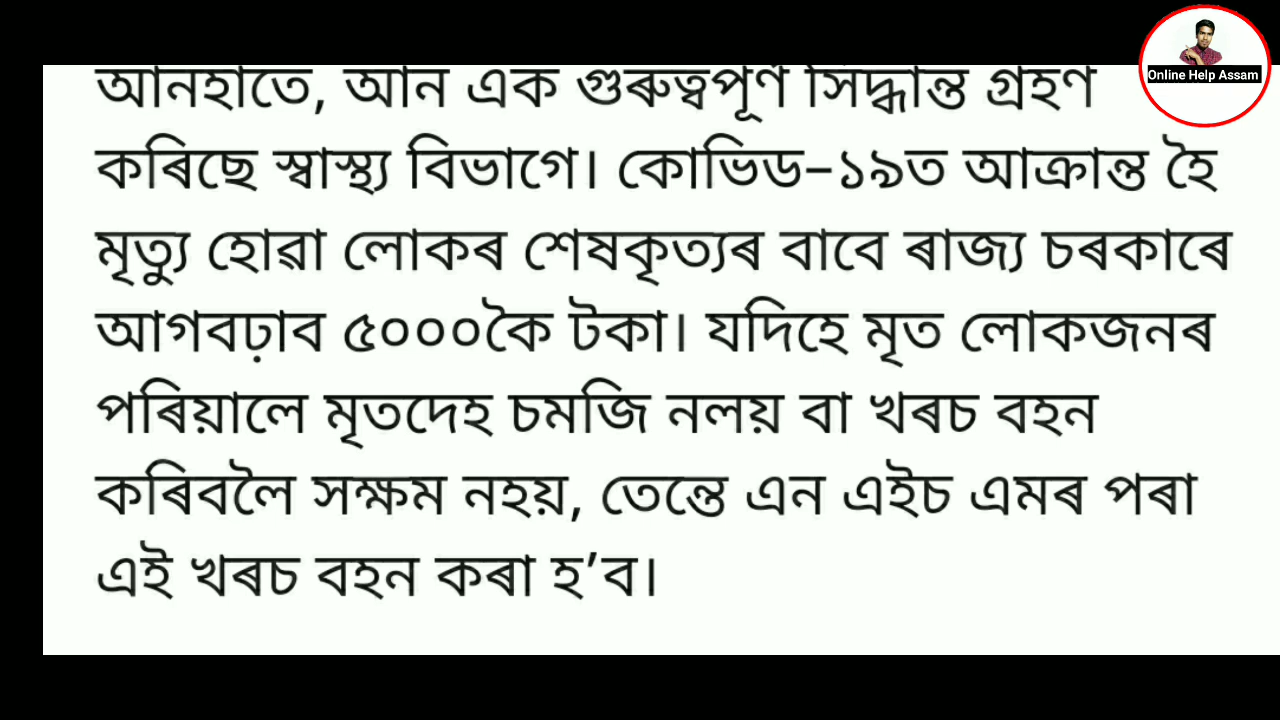 আনহাতে, আন এক গুৰুত্বপূৰ্ণ সিদ্ধান্ত গ্ৰহণ
কৰিছে স্বাস্থ্য বিভাগে। কোভিড–১৯ত আক্ৰান্ত হৈ
মৃত্যু হোৱা লোকৰ শেষকৃত্যৰ বাবে ৰাজ্য চৰকাৰে
আগবঢ়াব ৫০০০কৈ টকা। যদিহে মৃত লোকজনৰ
পৰিয়ালে মৃতদেহ চমজি নলয় বা খৰচ বহন
কৰিবলৈ সক্ষম নহয়, তেন্তে এন এইচ এমৰ পৰা
এই খৰচ বহন কৰা হ’ব।
Online Help Assam